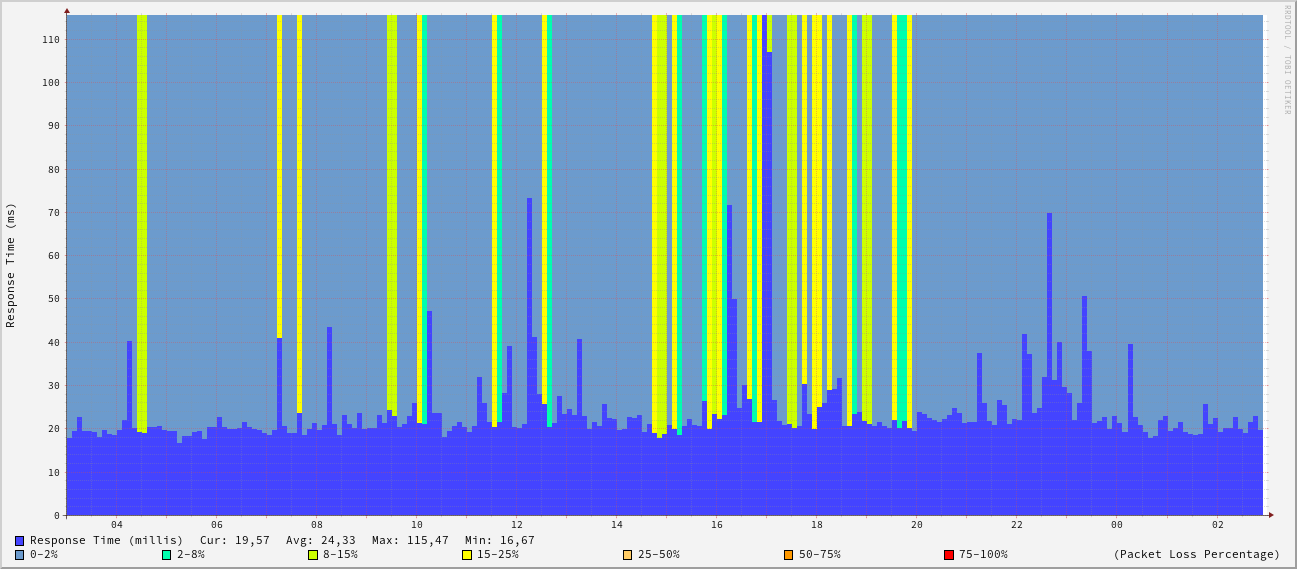 RRDTOOL / TOBI OETIKER
Response Time (ms)
110
100
90
80
70
60
50
40
30
20
10
0
04 06 08 10 12 14 16 18 20 22 00 02
Response Time (millis) Cur: 19,57 Avg: 24,33 Max: 115,47 Min: 16,67
0-2% 2-8% 8-15% 15-25% 25-50% 50-75% 75-100% (Packet Loss Percentage)